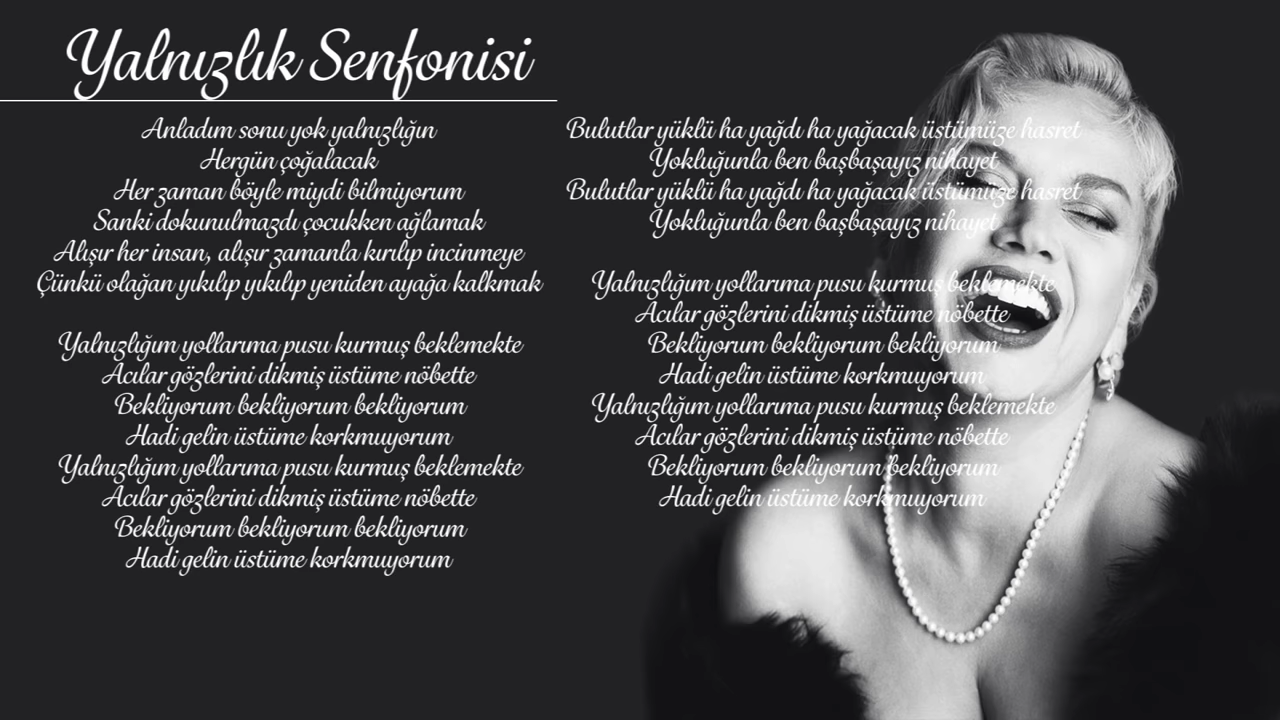 Yalnızlık Senfonisi
Anladım sonu yok yalnızlığın
Hergün çoğalacak
Her zaman böyle miydi bilmiyorum
Sanki dokunulmazdı çocukken ağlamak
Alışır her insan, alışır zamanla kırılıp incinmeye
Çünkü olağan yıkılıp yıkılıp yeniden ayağa kalkmak
Yalnızlığım yollarıma pusu kurmuş beklemekte
Acılar gözlerini dikmiş üstüme nöbette
Bekliyorum bekliyorum bekliyorum
Hadi gelin üstüme korkmuyorum
Yalnızlığım yollarıma pusu kurmuş beklemekte
Acılar gözlerini dikmiş üstüme nöbette
Bekliyorum bekliyorum bekliyorum
Hadi gelin üstüme korkmuyorum
Bulutlar yüklü ha yağdı ha yağacak üstümüze hasret
Yokluğunla ben başbaşayız nihayet
Bulutlar yüklü ha yağdı ha yağacak üstümüze hasret
Yokluğunla ben başbaşayız nihayet
Yalnızlığım yollarıma pusu kurmuş beklemekte
Acılar gözlerini dikmiş üstüme nöbette
Bekliyorum bekliyorum bekliyorum
Hadi gelin üstüme korkmuyorum
Yalnızlığım yollarıma pusu kurmuş beklemekte
Acılar gözlerini dikmiş üstüme nöbette
Bekliyorum bekliyorum bekliyorum
Hadi gelin üstüme korkmuyorum